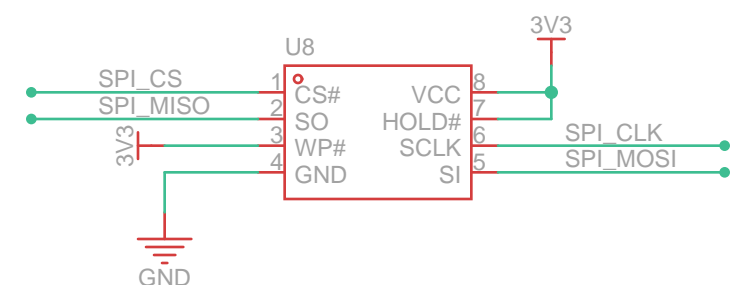 3V3
U8
SPI_CS 1 CS# VCC 8
SPI_MISO 2 SO HOLD# 7
3V3 3 WP# SCLK 6 SPI_CLK
4 GND SI 5 SPI_MOSI
GND